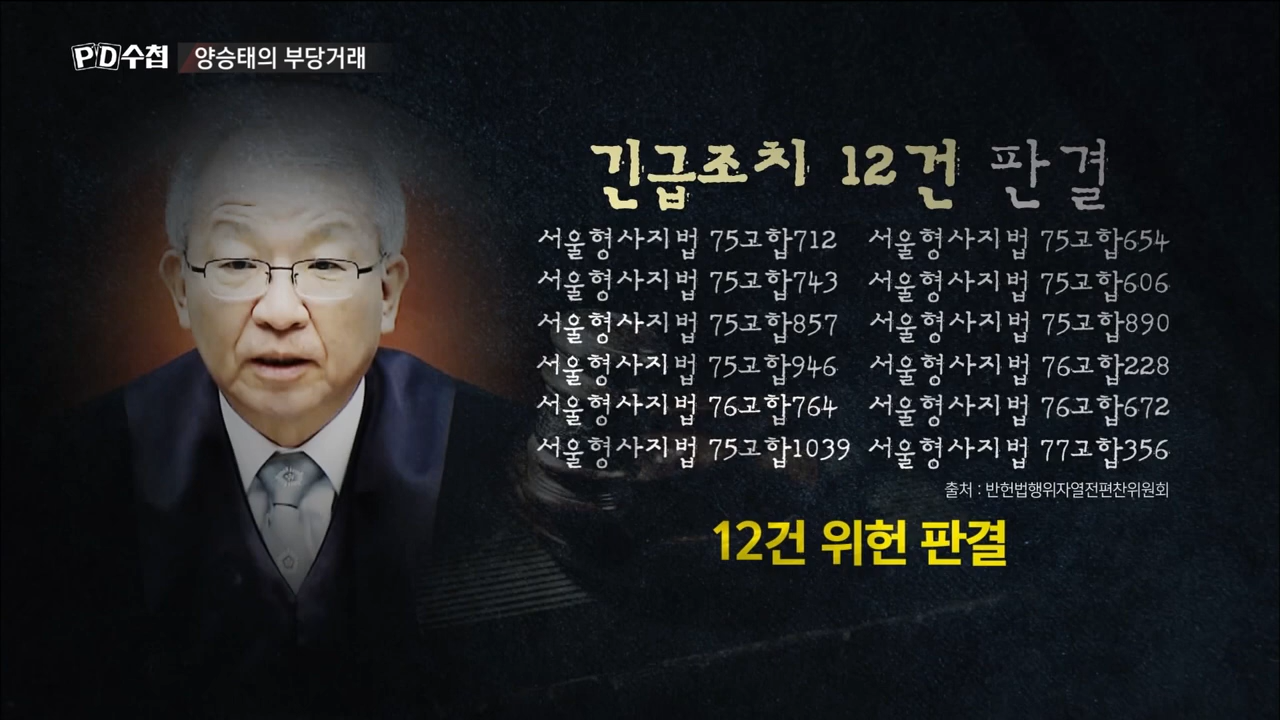 PD수첩 양승태의 부당거래
긴급조치 12건 판결
서울형사지법 75고합712 서울형사지법 75고합654
서울형사지법 75고합743 서울형사지법 75고합606
서울형사지법 75고합857 서울형사지법 75고합890
서울형사지법 75고합946 서울형사지법 76고합228
서울형사지법 76고합764 서울형사지법 76고합672
서울형사지법 75고합1039 서울형사지법 77고합356
출처 : 반헌법행위자열전편찬위원회
12건 위헌 판결